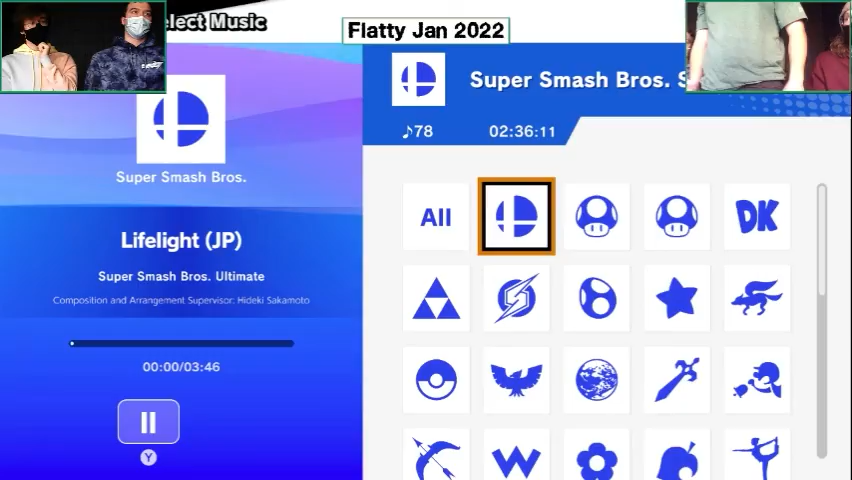 elect Music
Flatty Jan 2022
Super Smash Bros. S
♪78
02:36:11
Super Smash Bros.
Lifelight (JP)
Super Smash Bros. Ultimate
Composition and Arrangement Supervisor: Hideki Sakamoto
00:00/03:46
Y
All
DK